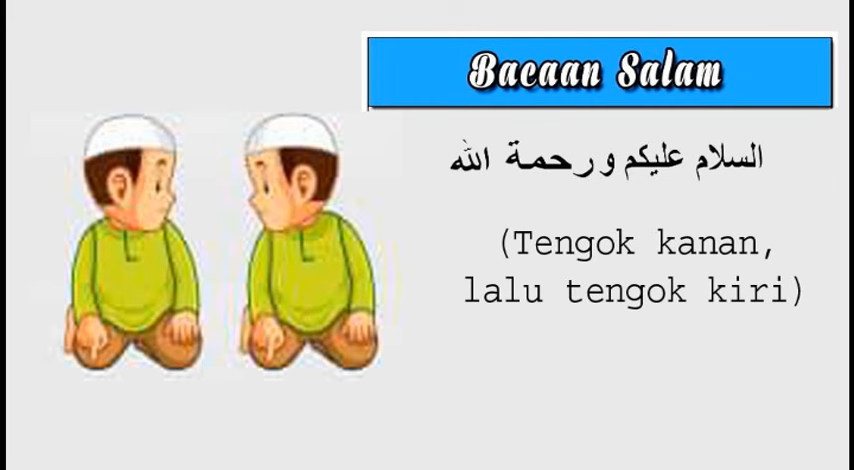 Bacaan Salam
السلام عليكم ورحمة الله
(Tengok kanan,
lalu tengok kiri)